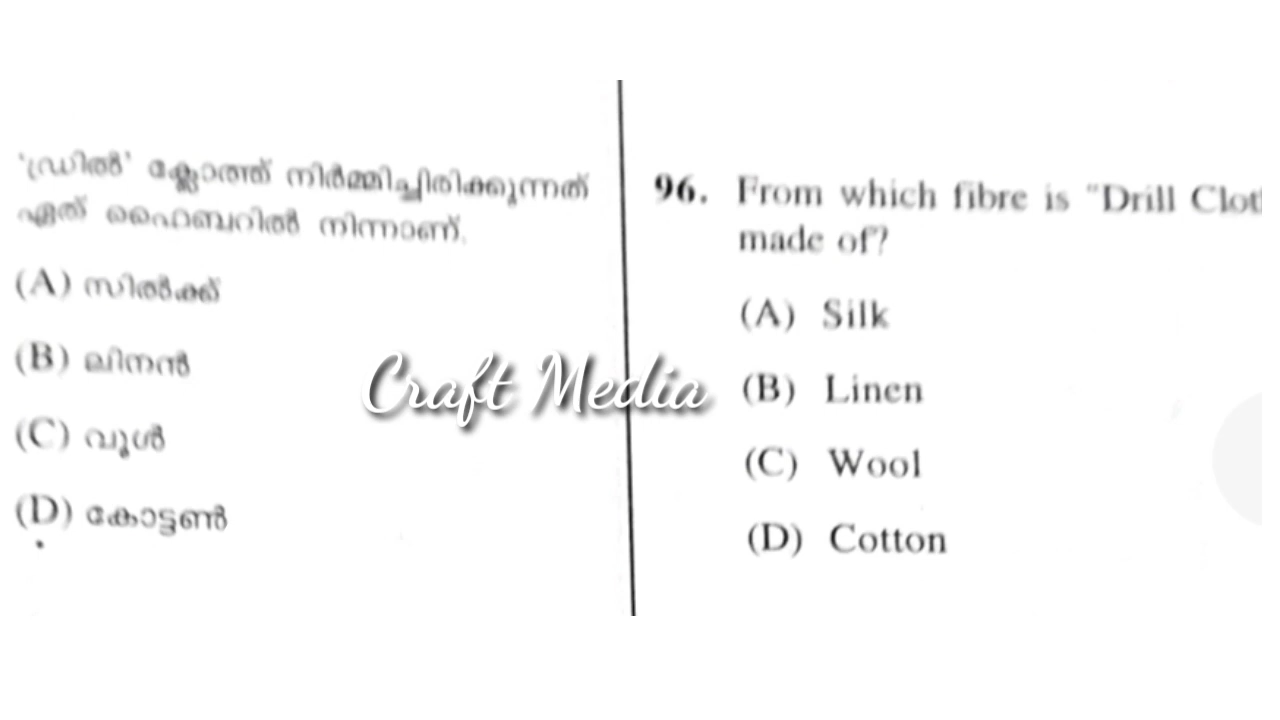 'ഡ്രിൽ' ക്ലോത്ത് നിർമ്മിച്ചിരിക്കുന്നത്
ഏത് ഫൈബറിൽ നിന്നാണ്.
(A) സിൽക്ക്
(B) ലിനൻ
(C) വൂൾ
(D) കോട്ടൺ
Craft Media
96. From which fibre is "Drill Clot
made of?
(A) Silk
(B) Linen
(C) Wool
(D) Cotton